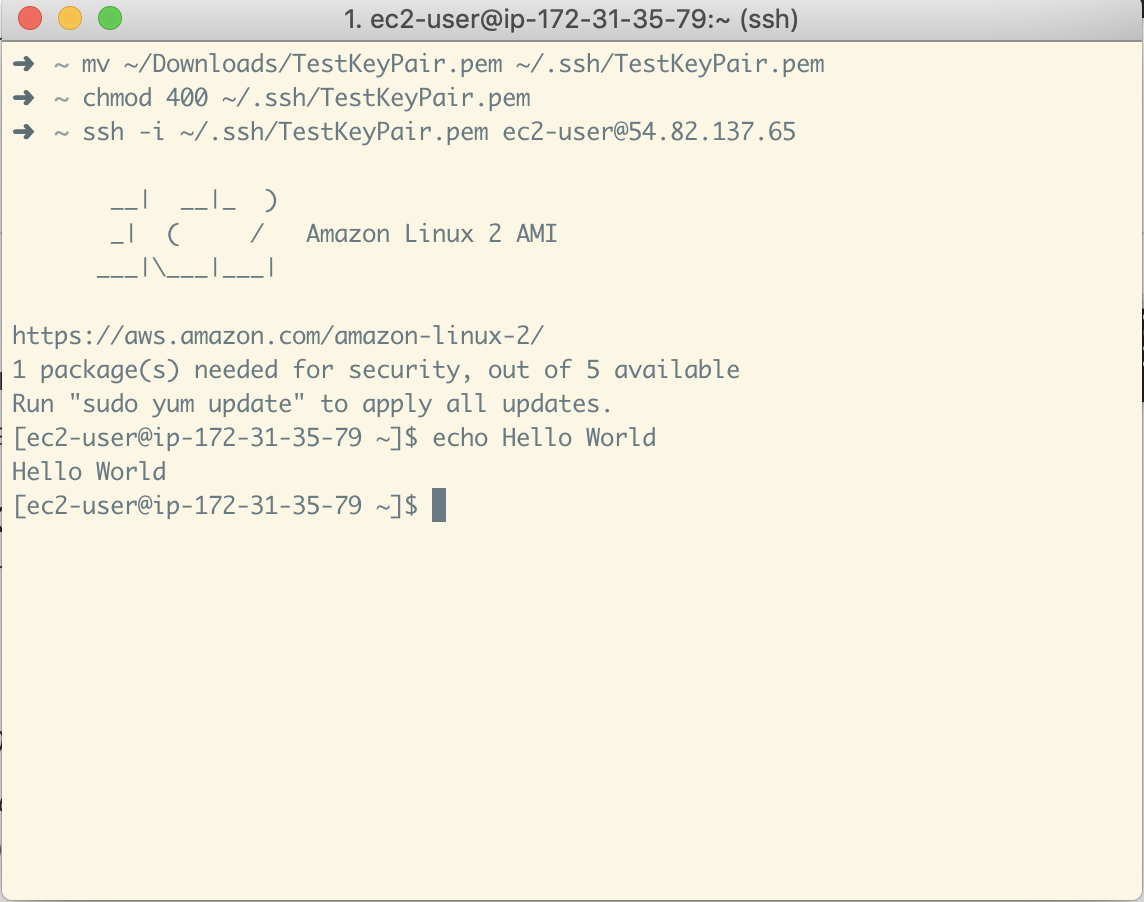 1. ec2-user@ip-172-31-35-79:~ (ssh)
➜  ~ mv ~/Downloads/TestKeyPair.pem ~/.ssh/TestKeyPair.pem
➜  ~ chmod 400 ~/.ssh/TestKeyPair.pem
➜  ~ ssh -i ~/.ssh/TestKeyPair.pem ec2-user@54.82.137.65
       __|  __|_  )
       _|  (     /   Amazon Linux 2 AMI
      ___|\___|___|
https://aws.amazon.com/amazon-linux-2/
1 package(s) needed for security, out of 5 available
Run "sudo yum update" to apply all updates.
[ec2-user@ip-172-31-35-79 ~]$ echo Hello World
Hello World
[ec2-user@ip-172-31-35-79 ~]$